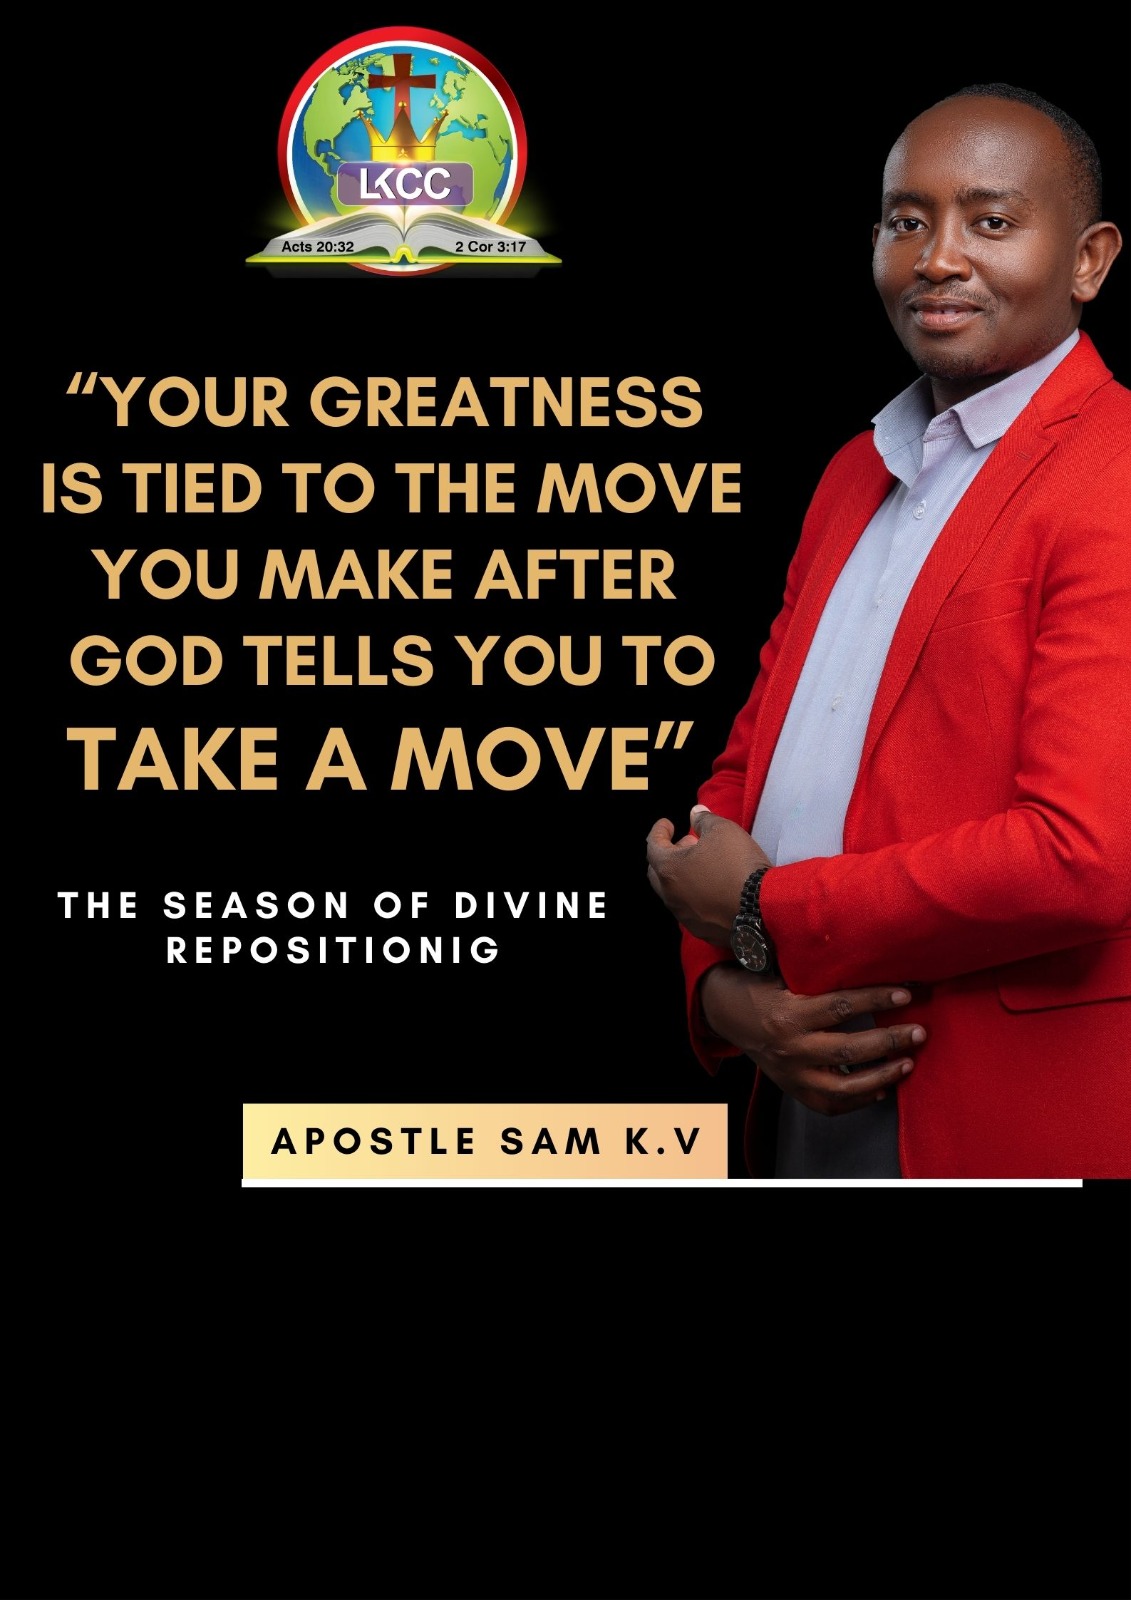 LKCC
Acts 20:32
2 Cor 3:17
“YOUR GREATNESS
IS TIED TO THE MOVE
YOU MAKE AFTER
GOD TELLS YOU TO
TAKE A MOVE”
THE SEASON OF DIVINE
REPOSITIONIG
APOSTLE SAM K.V